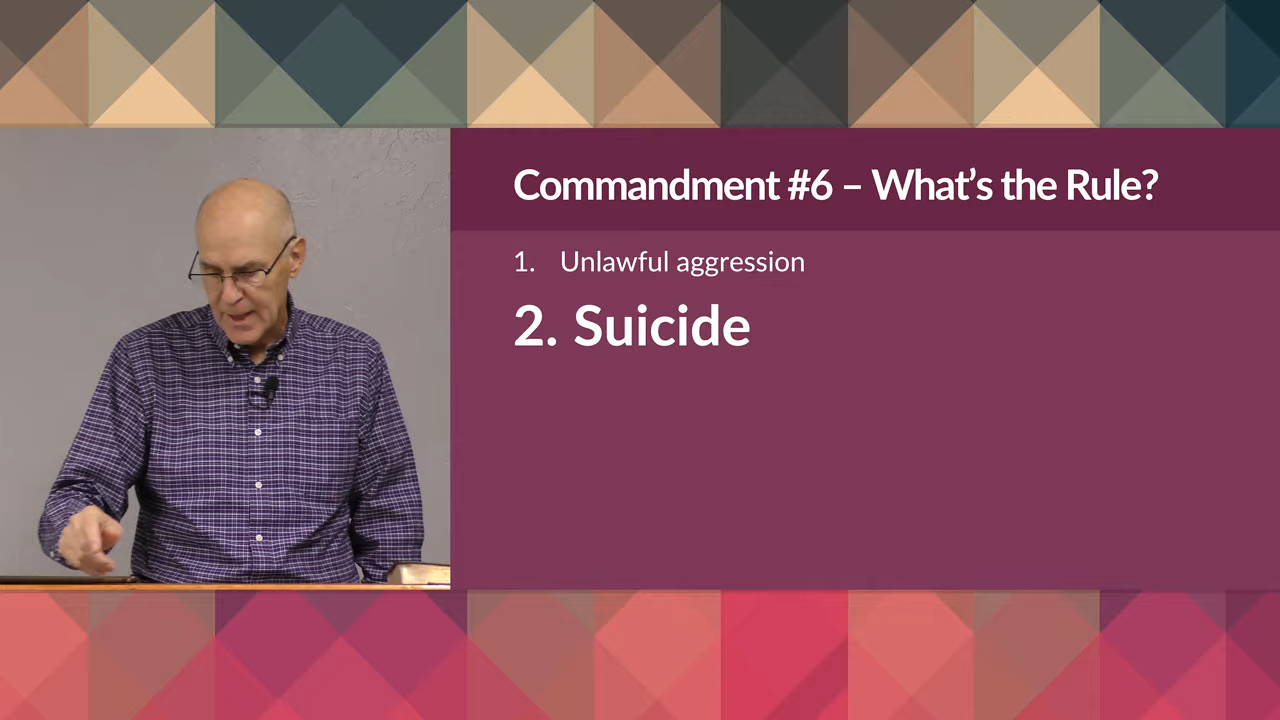 Commandment #6 – What’s the Rule?
1. Unlawful aggression
2. Suicide